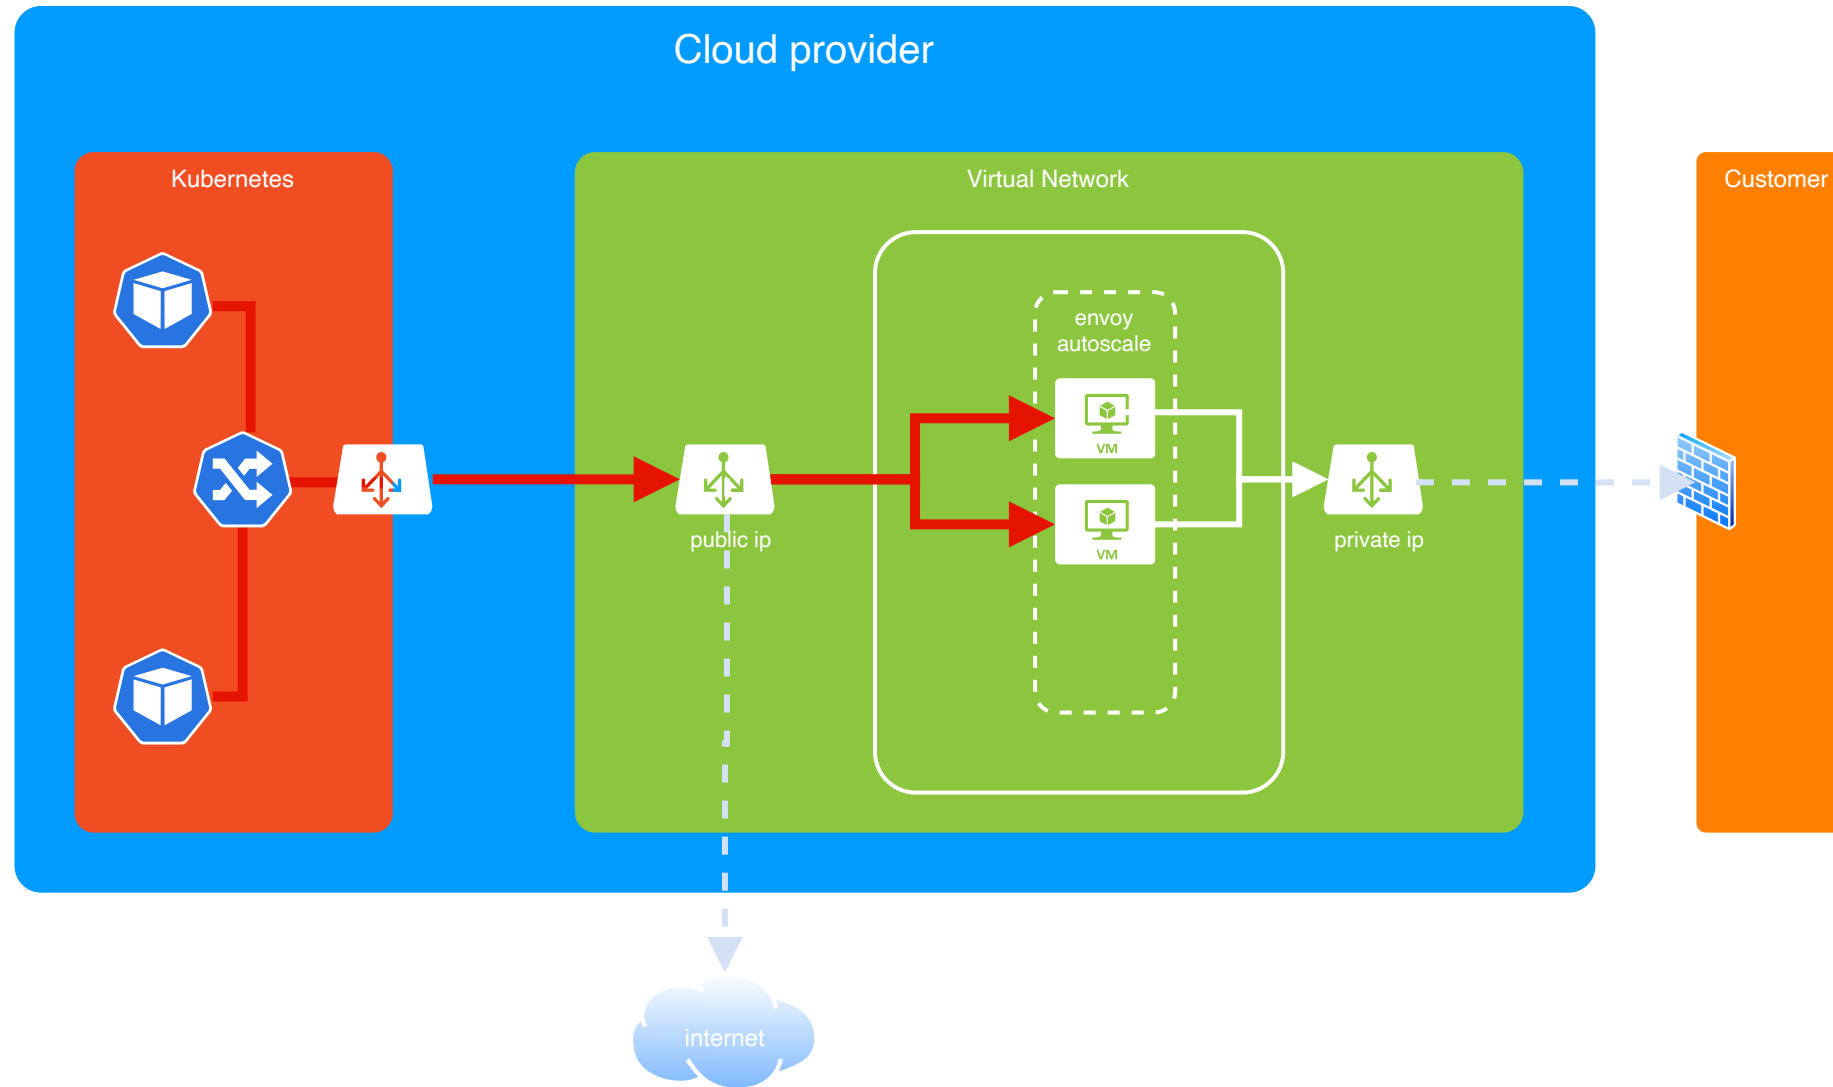 Cloud provider
Kubernetes
Virtual Network
Customer
envoy
autoscale
VM
VM
public ip
private ip
internet